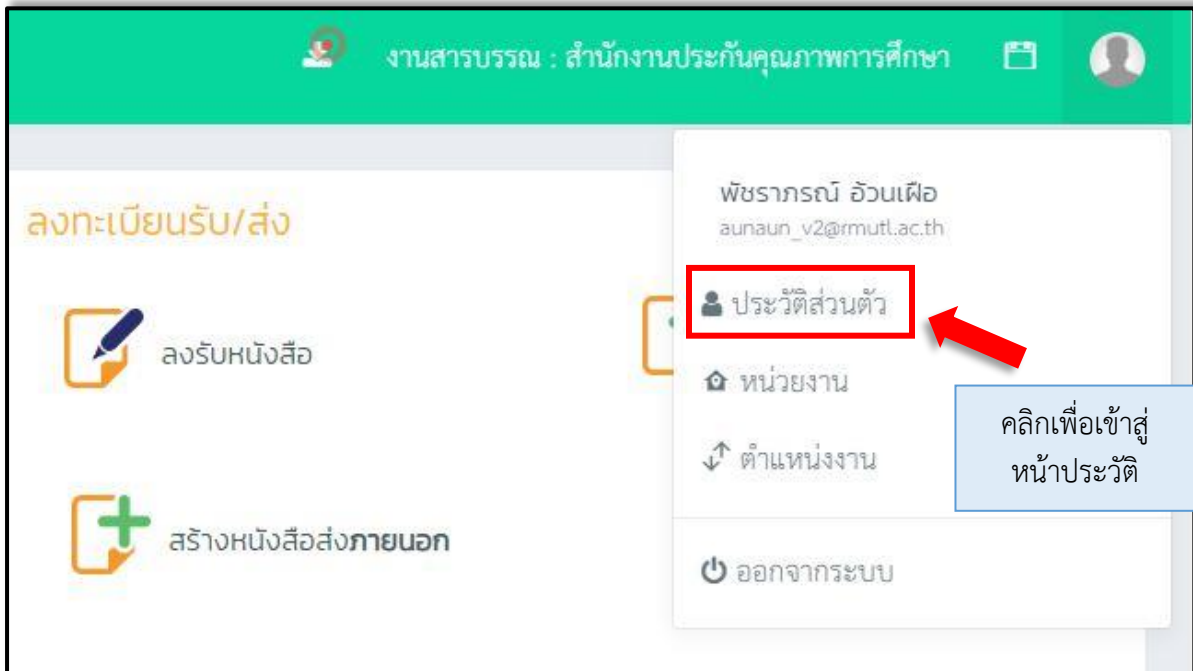 งานสารบรรณ : สำนักงานประกันคุณภาพการศึกษา
พัชราภรณ์ อ้วนเฝือ
aunaun_v2@rmutl.ac.th
ลงทะเบียนรับ/ส่ง
ประวัติส่วนตัว
ลงรับหนังสือ
หน่วยงาน
คลิกเพื่อเข้าสู่
หน้าประวัติ
ตำแหน่งงาน
สร้างหนังสือส่งภายนอก
ออกจากระบบ